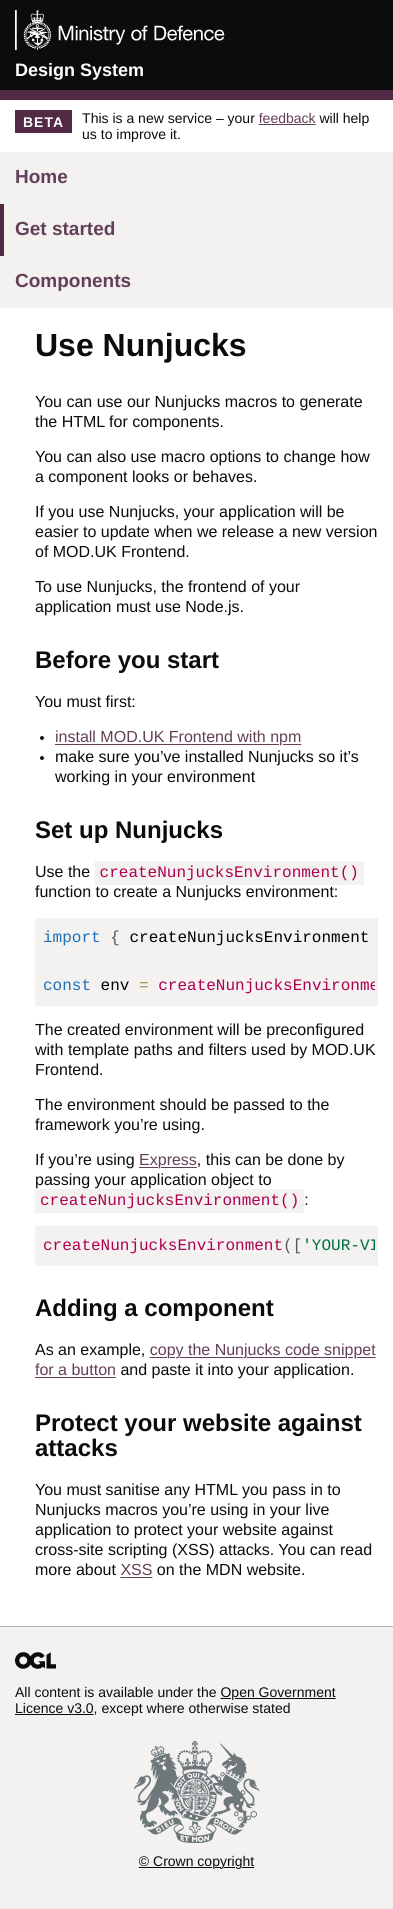 Ministry of Defence
Design System
BETA
This is a new service – your feedback will help
us to improve it.
Home
Get started
Components
Use Nunjucks
You can use our Nunjucks macros to generate
the HTML for components.
You can also use macro options to change how
a component looks or behaves.
If you use Nunjucks, your application will be
easier to update when we release a new version
of MOD.UK Frontend.
To use Nunjucks, the frontend of your
application must use Node.js.
Before you start
You must first:
• install MOD.UK Frontend with npm
• make sure you’ve installed Nunjucks so it’s
working in your environment
Set up Nunjucks
Use the createNunjucksEnvironment()
function to create a Nunjucks environment:
import { createNunjucksEnvironment
const env = createNunjucksEnvironme
The created environment will be preconfigured
with template paths and filters used by MOD.UK
Frontend.
The environment should be passed to the
framework you’re using.
If you’re using Express, this can be done by
passing your application object to
createNunjucksEnvironment() :
createNunjucksEnvironment(['YOUR-VI
Adding a component
As an example, copy the Nunjucks code snippet
for a button and paste it into your application.
Protect your website against
attacks
You must sanitise any HTML you pass in to
Nunjucks macros you’re using in your live
application to protect your website against
cross-site scripting (XSS) attacks. You can read
more about XSS on the MDN website.
OGL
All content is available under the Open Government
Licence v3.0, except where otherwise stated
DIEU ET MON DROIT
© Crown copyright